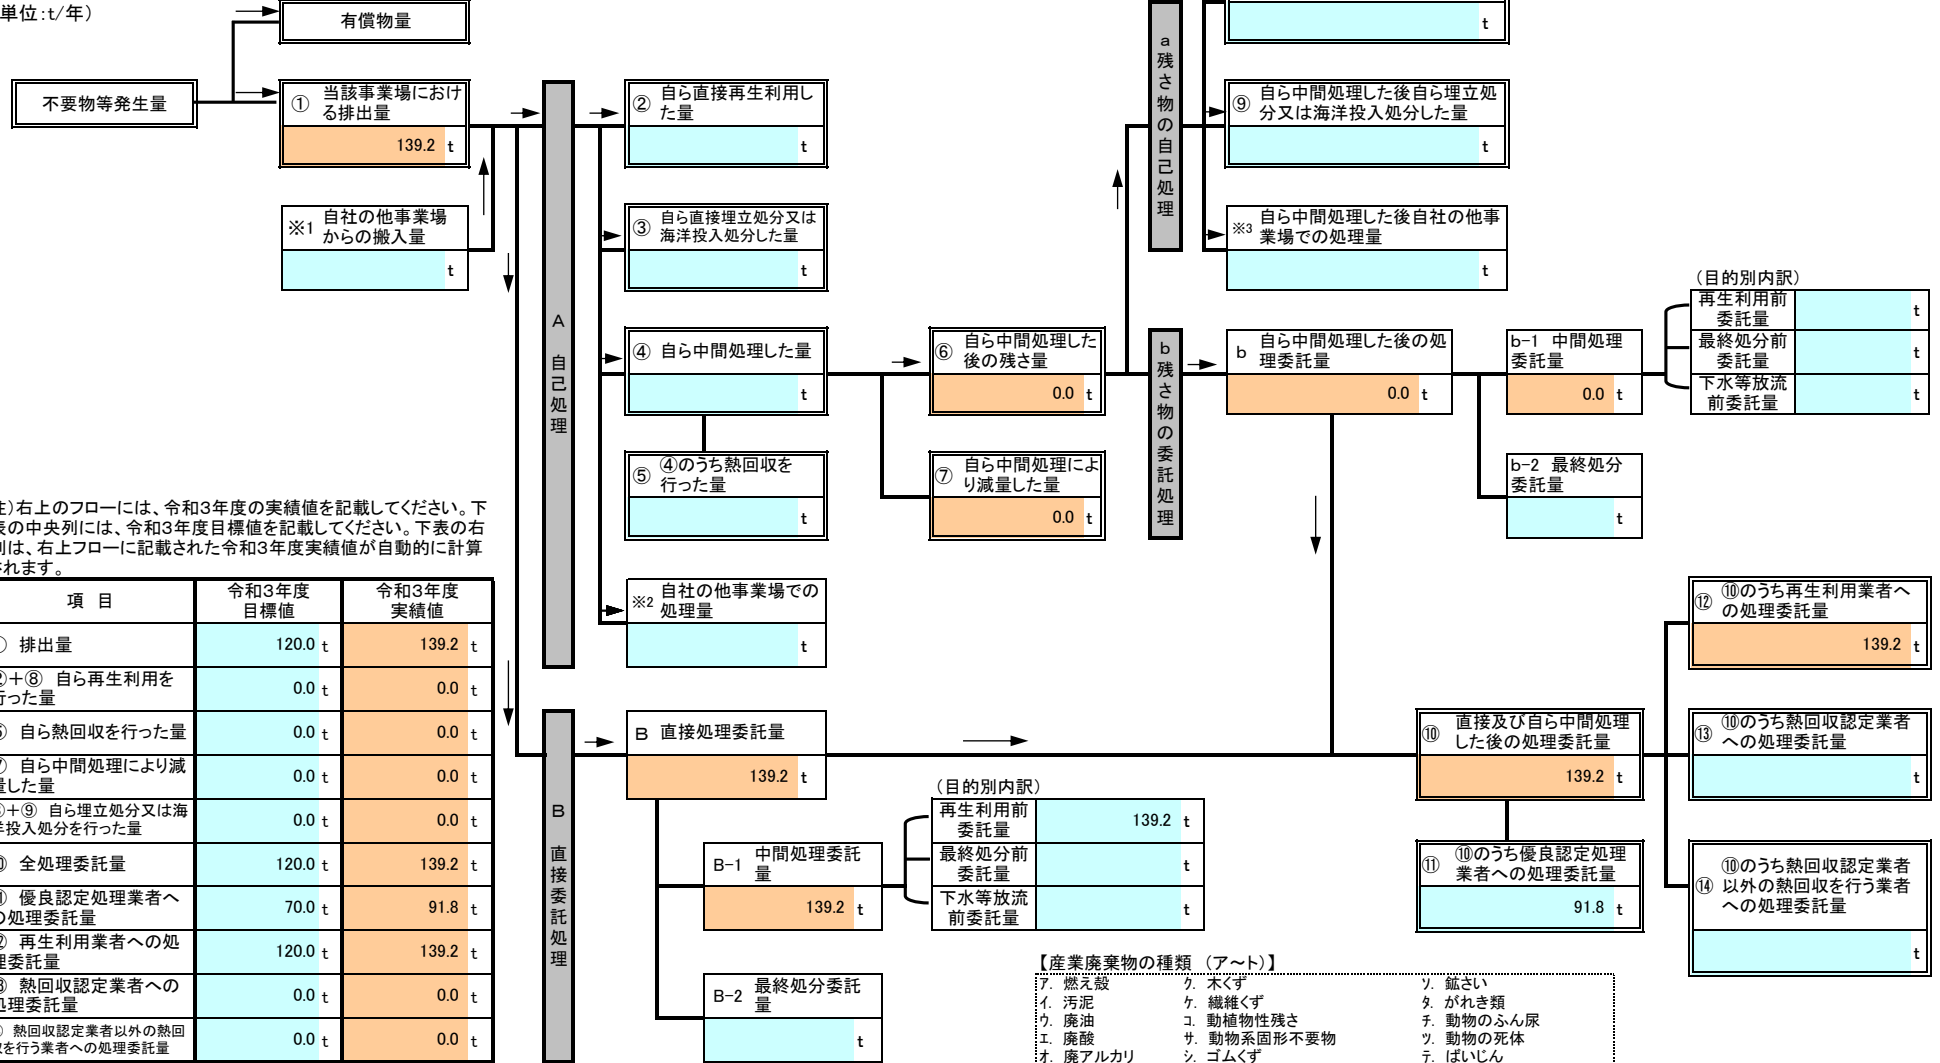 単位:t/年）
有償物量
t
不要物等発生量
① 当該事業場におけ
る排出量
139.2 t
※1 自社の他事業場
からの搬入量
t
A 自己処理
② 自ら直接再生利用し
た量
t
③ 自ら直接埋立処分又は
海洋投入処分した量
t
④ 自ら中間処理した量
t
⑤ ④のうち熱回収を
行った量
t
※2 自社の他事業場での
処理量
t
⑥ 自ら中間処理した
後の残さ量
0.0 t
⑦ 自ら中間処理によ
り減量した量
0.0 t
a残さ物の自己処理
⑨ 自ら中間処理した後自ら埋立処
分又は海洋投入処分した量
t
※3 自ら中間処理した後自社の他事
業場での処理量
t
b残さ物の委託処理
b 自ら中間処理した後の処
理委託量
0.0 t
b-1 中間処理
委託量
0.0 t
b-2 最終処分
委託量
t
（目的別内訳）
再生利用前
委託量
t
最終処分前
委託量
t
下水等放流
前委託量
t
主）右上のフローには、令和3年度の実績値を記載してください。下
表の中央列には、令和3年度目標値を記載してください。下表の右
列は、右上フローに記載された令和3年度実績値が自動的に計算
されます。
項 目
令和3年度
目標値
令和3年度
実績値
排出量 120.0 t 139.2 t
②+⑧ 自ら再生利用を
行った量 0.0 t 0.0 t
自ら熱回収を行った量 0.0 t 0.0 t
自ら中間処理により減
量した量 0.0 t 0.0 t
③+⑨ 自ら埋立処分又は海
洋投入処分を行った量 0.0 t 0.0 t
全処理委託量 120.0 t 139.2 t
優良認定処理業者へ
の処理委託量 70.0 t 91.8 t
再生利用業者への処
理委託量 120.0 t 139.2 t
熱回収認定業者への
処理委託量 0.0 t 0.0 t
熱回収認定業者以外の熱回
収を行う業者への処理委託量 0.0 t 0.0 t
B 直接委託処理
B 直接処理委託量
139.2 t
B-1 中間処理委託
量
139.2 t
B-2 最終処分委託
量
t
（目的別内訳）
再生利用前
委託量
139.2 t
最終処分前
委託量
t
下水等放流
前委託量
t
⑩ 直接及び自ら中間処理
した後の処理委託量
139.2 t
⑪ ⑩のうち優良認定処理
業者への処理委託量
91.8 t
⑫ ⑩のうち再生利用業者へ
の処理委託量
139.2 t
⑬ ⑩のうち熱回収認定業者
への処理委託量
t
⑭ ⑩のうち熱回収認定業者
以外の熱回収を行う業者
への処理委託量
t
【産業廃棄物の種類 （ア～ト）】
ア. 燃え殻 ク. 木くず ソ. 鉱さい
イ. 汚泥 ケ. 繊維くず タ. がれき類
ウ. 廃油 コ. 動植物性残さ チ. 動物のふん尿
エ. 廃酸 サ. 動物系固形不要物 ツ. 動物の死体
オ. 廃アルカリ シ. ゴムくず テ. ばいじん